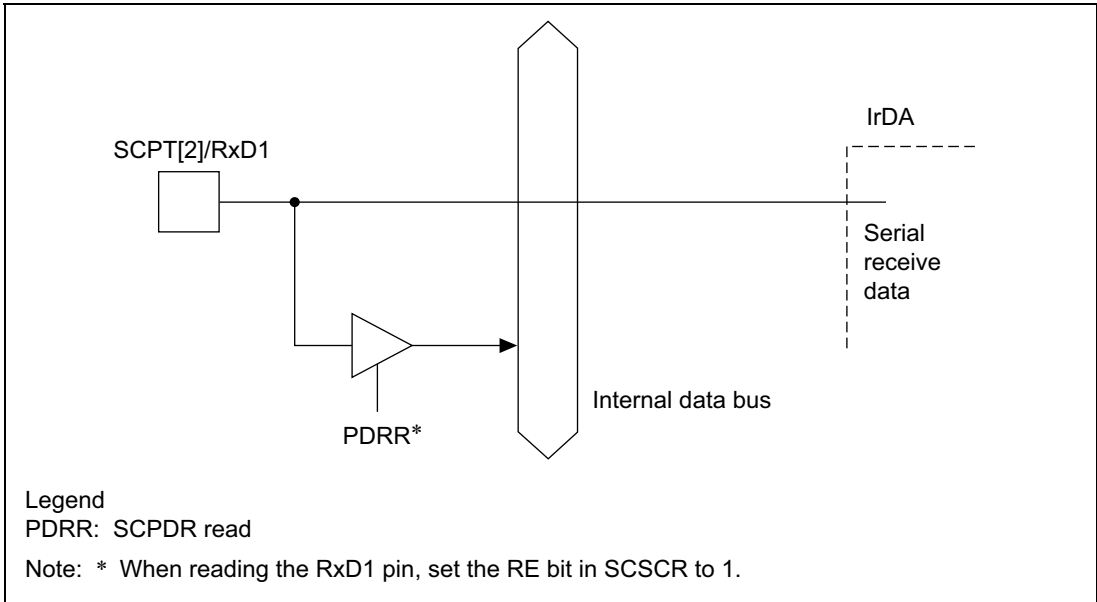 IrDA
SCPT[2]/RxD1
Serial
receive
data
Internal data bus
PDRR*
Legend
PDRR: SCPDR read
Note: * When reading the RxD1 pin, set the RE bit in SCSCR to 1.